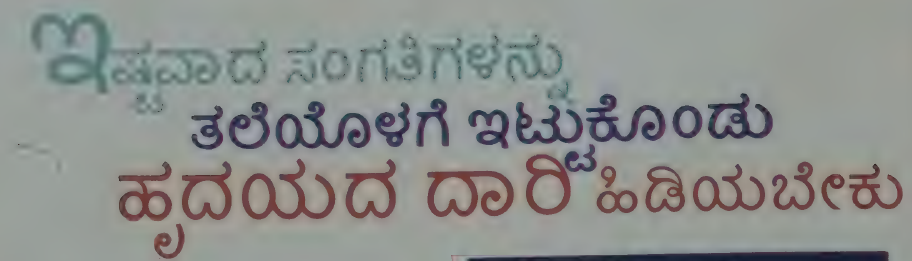 ಇಷ್ಟವಾದ ಸಂಗತಿಗಳನ್ನು
ತಲೆಯೊಳಗೆ ಇಟ್ಟುಕೊಂಡು
ಹೃದಯದ ದಾರಿ ಹಿಡಿಯಬೇಕು